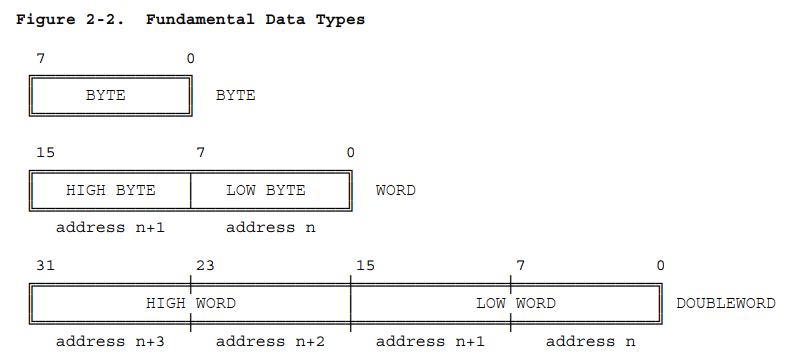 Figure 2-2. Fundamental Data Types
7 0
BYTE BYTE
15 7 0
HIGH BYTE LOW BYTE WORD
address n+1 address n
31 23 15 7 0
HIGH WORD LOW WORD DOUBLEWORD
address n+3 address n+2 address n+1 address n